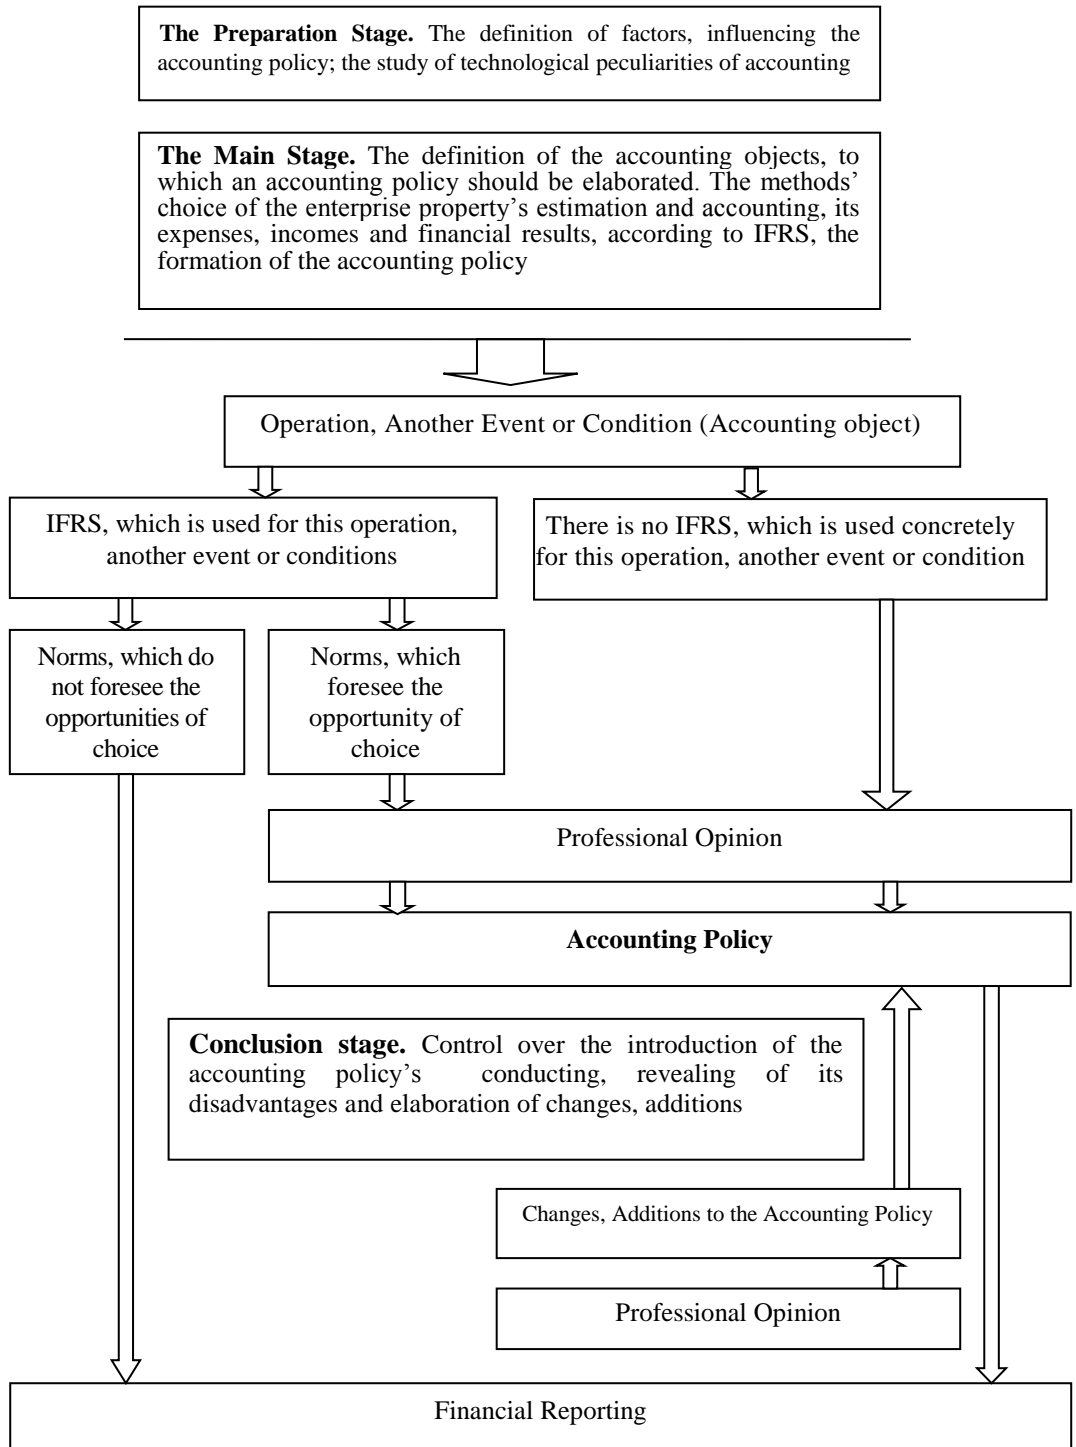 The Preparation Stage. The definition of factors, influencing the
accounting policy; the study of technological peculiarities of accounting
The Main Stage. The definition of the accounting objects, to
which an accounting policy should be elaborated. The methods’
choice of the enterprise property’s estimation and accounting, its
expenses, incomes and financial results, according to IFRS, the
formation of the accounting policy
Operation, Another Event or Condition (Accounting object)
IFRS, which is used for this operation,
another event or conditions
There is no IFRS, which is used concretely
for this operation, another event or condition
Norms, which do
not foresee the
opportunities of
choice
Norms, which
foresee the
opportunity of
choice
Professional Opinion
Accounting Policy
Conclusion stage. Control over the introduction of the
accounting policy’s conducting, revealing of its
disadvantages and elaboration of changes, additions
Changes, Additions to the Accounting Policy
Professional Opinion
Financial Reporting